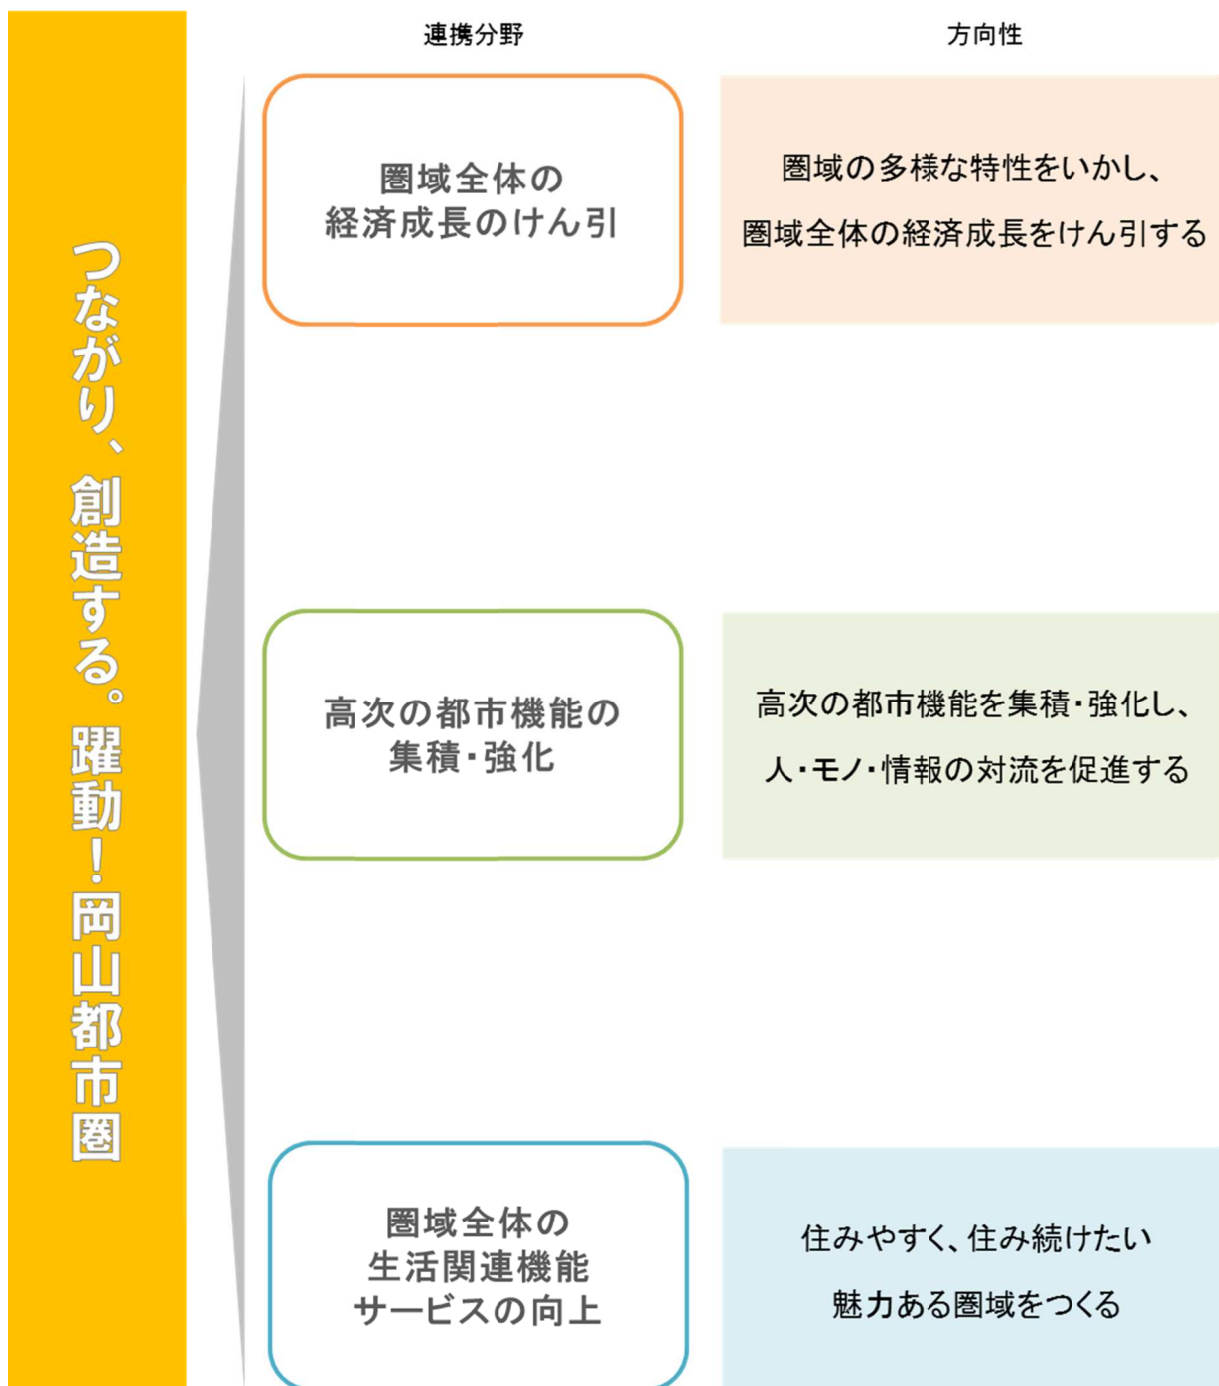 つながり、創造する。躍動！岡山都市圏
連携分野
方向性
圏域全体の
経済成長のけん引
圏域の多様な特性をいかし、
圏域全体の経済成長をけん引する
高次の都市機能の
集積・強化
高次の都市機能を集積・強化し、
人・モノ・情報の対流を促進する
圏域全体の
生活関連機能
サービスの向上
住みやすく、住み続けたい
魅力ある圏域をつくる